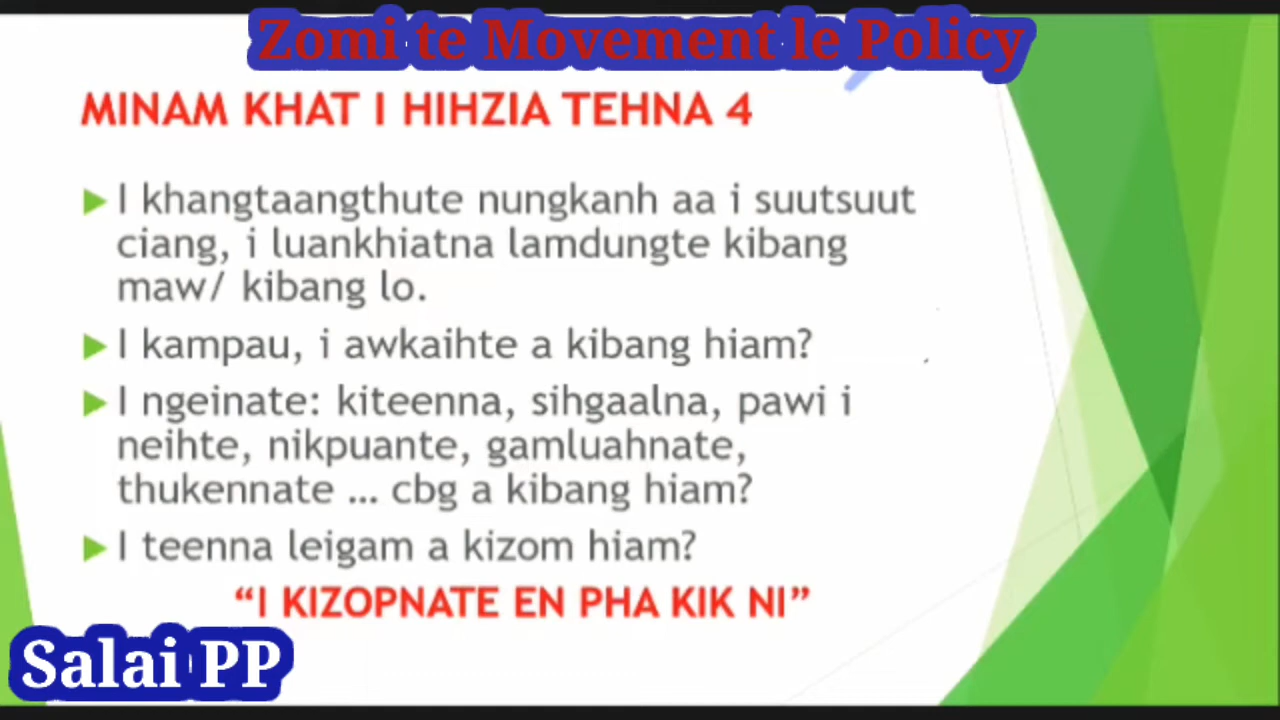 Zomi te Movement le Policy
MINAM KHAT I HIHZIA TEHNA 4
I khangtaangthute nungkanh aa i suutsuut
ciang, i luankhiatna lamdungte kibang
maw/ kibang lo.
I kampau, i awkaihte a kibang hiam?
I ngeinate: kiteenna, sihgaalna, pawi i
neihte, nikpuante, gamluahnate,
thukennate ... cbg a kibang hiam?
I teenna leigam a kizom hiam?
“I KIZOPNATE EN PHA KIK NI”
Salai PP